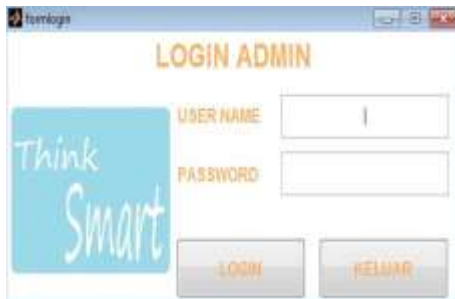 formlogin
LOGIN ADMIN
USER NAME
Think
Smart
PASSWORD
LOGIN
KELUAR